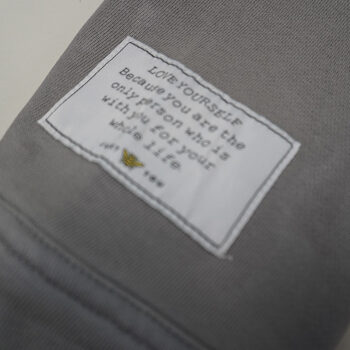 LOVE YOURSELF
Because you are the
only person who is
with you for your
whole life.